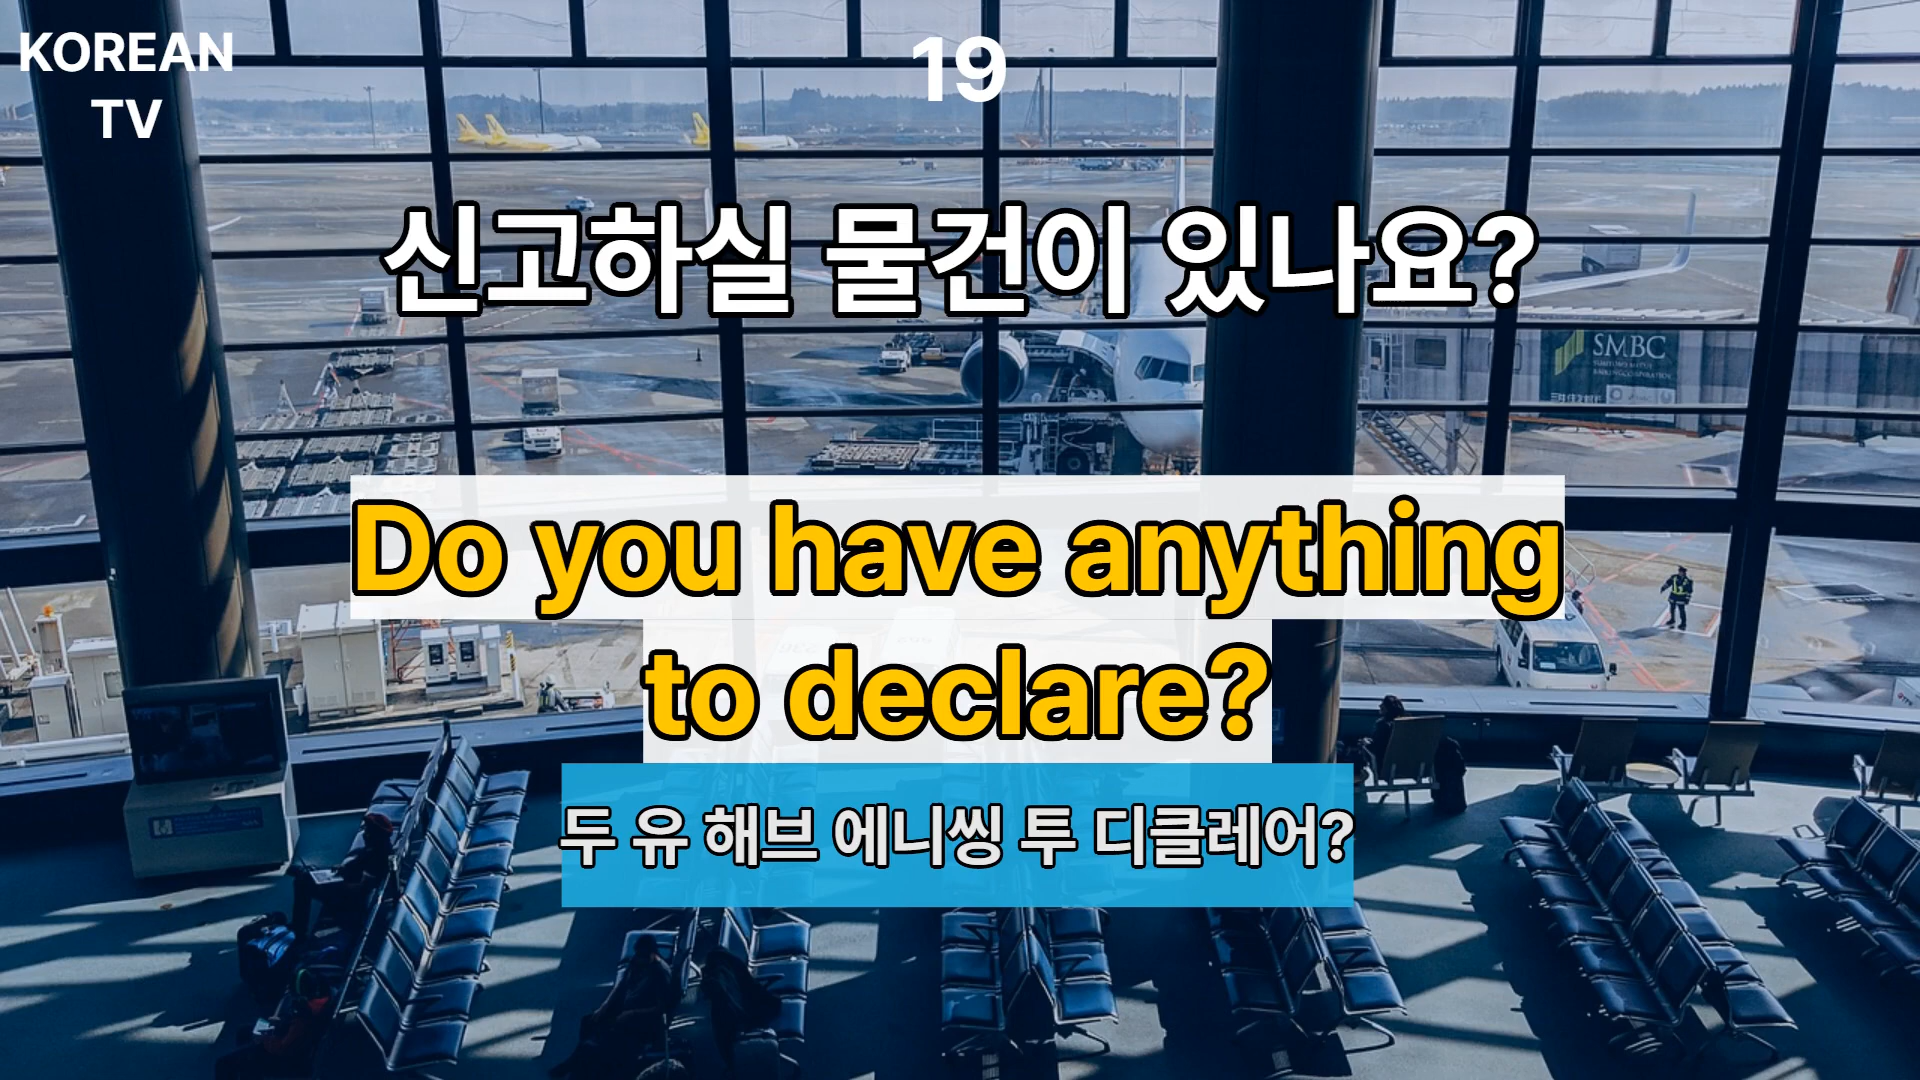 KOREAN
TV
19
신고하실 물건이 있나요?
SMBC
Do you have anything
to declare?
두 유 해브 에니씽 투 디클레어?